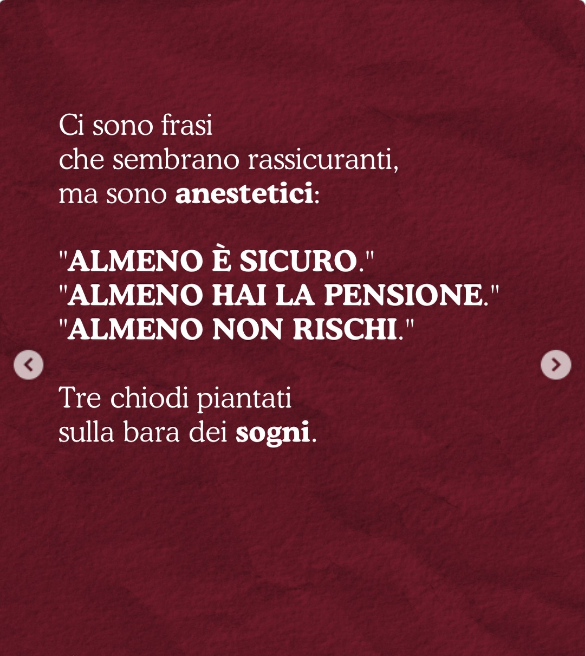 Ci sono frasi
che sembrano rassicuranti,
ma sono anestetici:
"ALMENO È SICURO."
"ALMENO HAI LA PENSIONE."
"ALMENO NON RISCHI."
Tre chiodi piantati
sulla bara dei sogni.